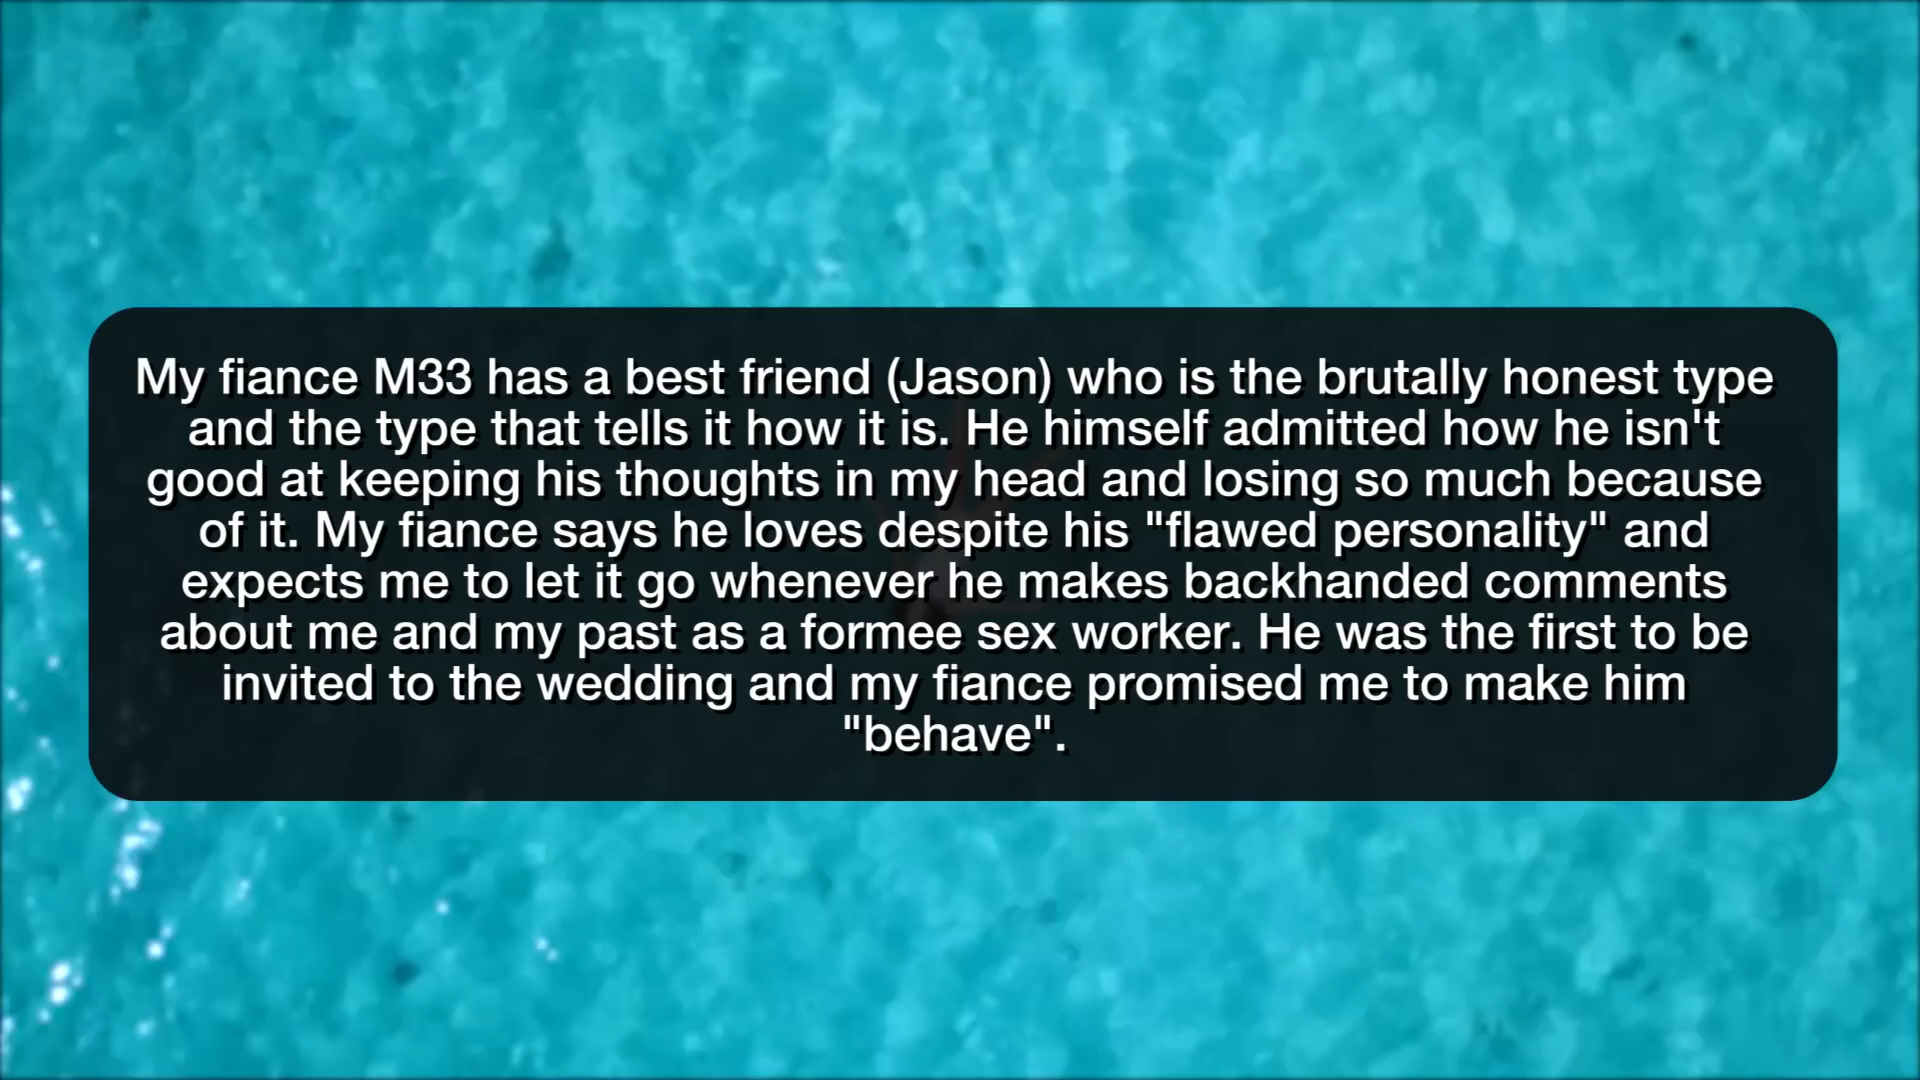 My fiance M33 has a best friend (Jason) who is the brutally honest type
and the type that tells it how it is. He himself admitted how he isn't
good at keeping his thoughts in my head and losing so much because
of it. My fiance says he loves despite his "flawed personality" and
expects me to let it go whenever he makes backhanded comments
about me and my past as a formee sex worker. He was the first to be
invited to the wedding and my fiance promised me to make him
"behave".